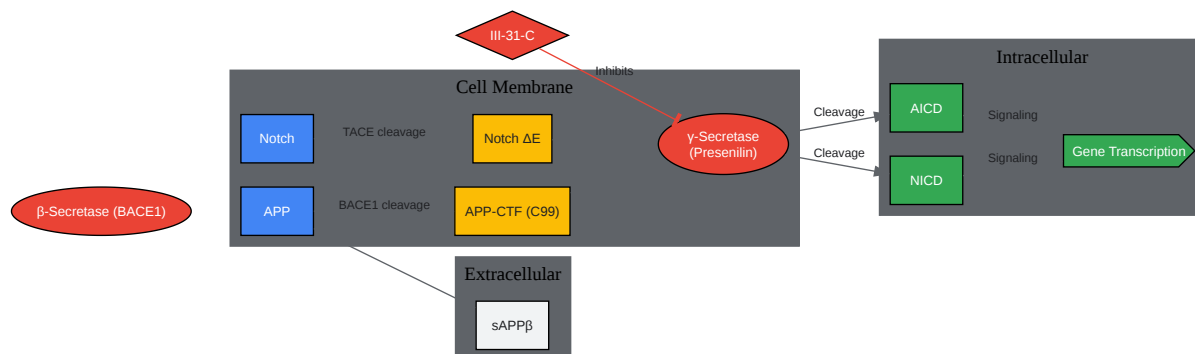 III-31-C
Inhibits
Cell Membrane
Notch
TACE cleavage
Notch ΔE
γ-Secretase
(Presenilin)
β-Secretase (BACE1)
APP
BACE1 cleavage
APP-CTF (C99)
Cleavage
Cleavage
Intracellular
AICD
Signaling
NICD
Signaling
Gene Transcription
Extracellular
sAPPβ